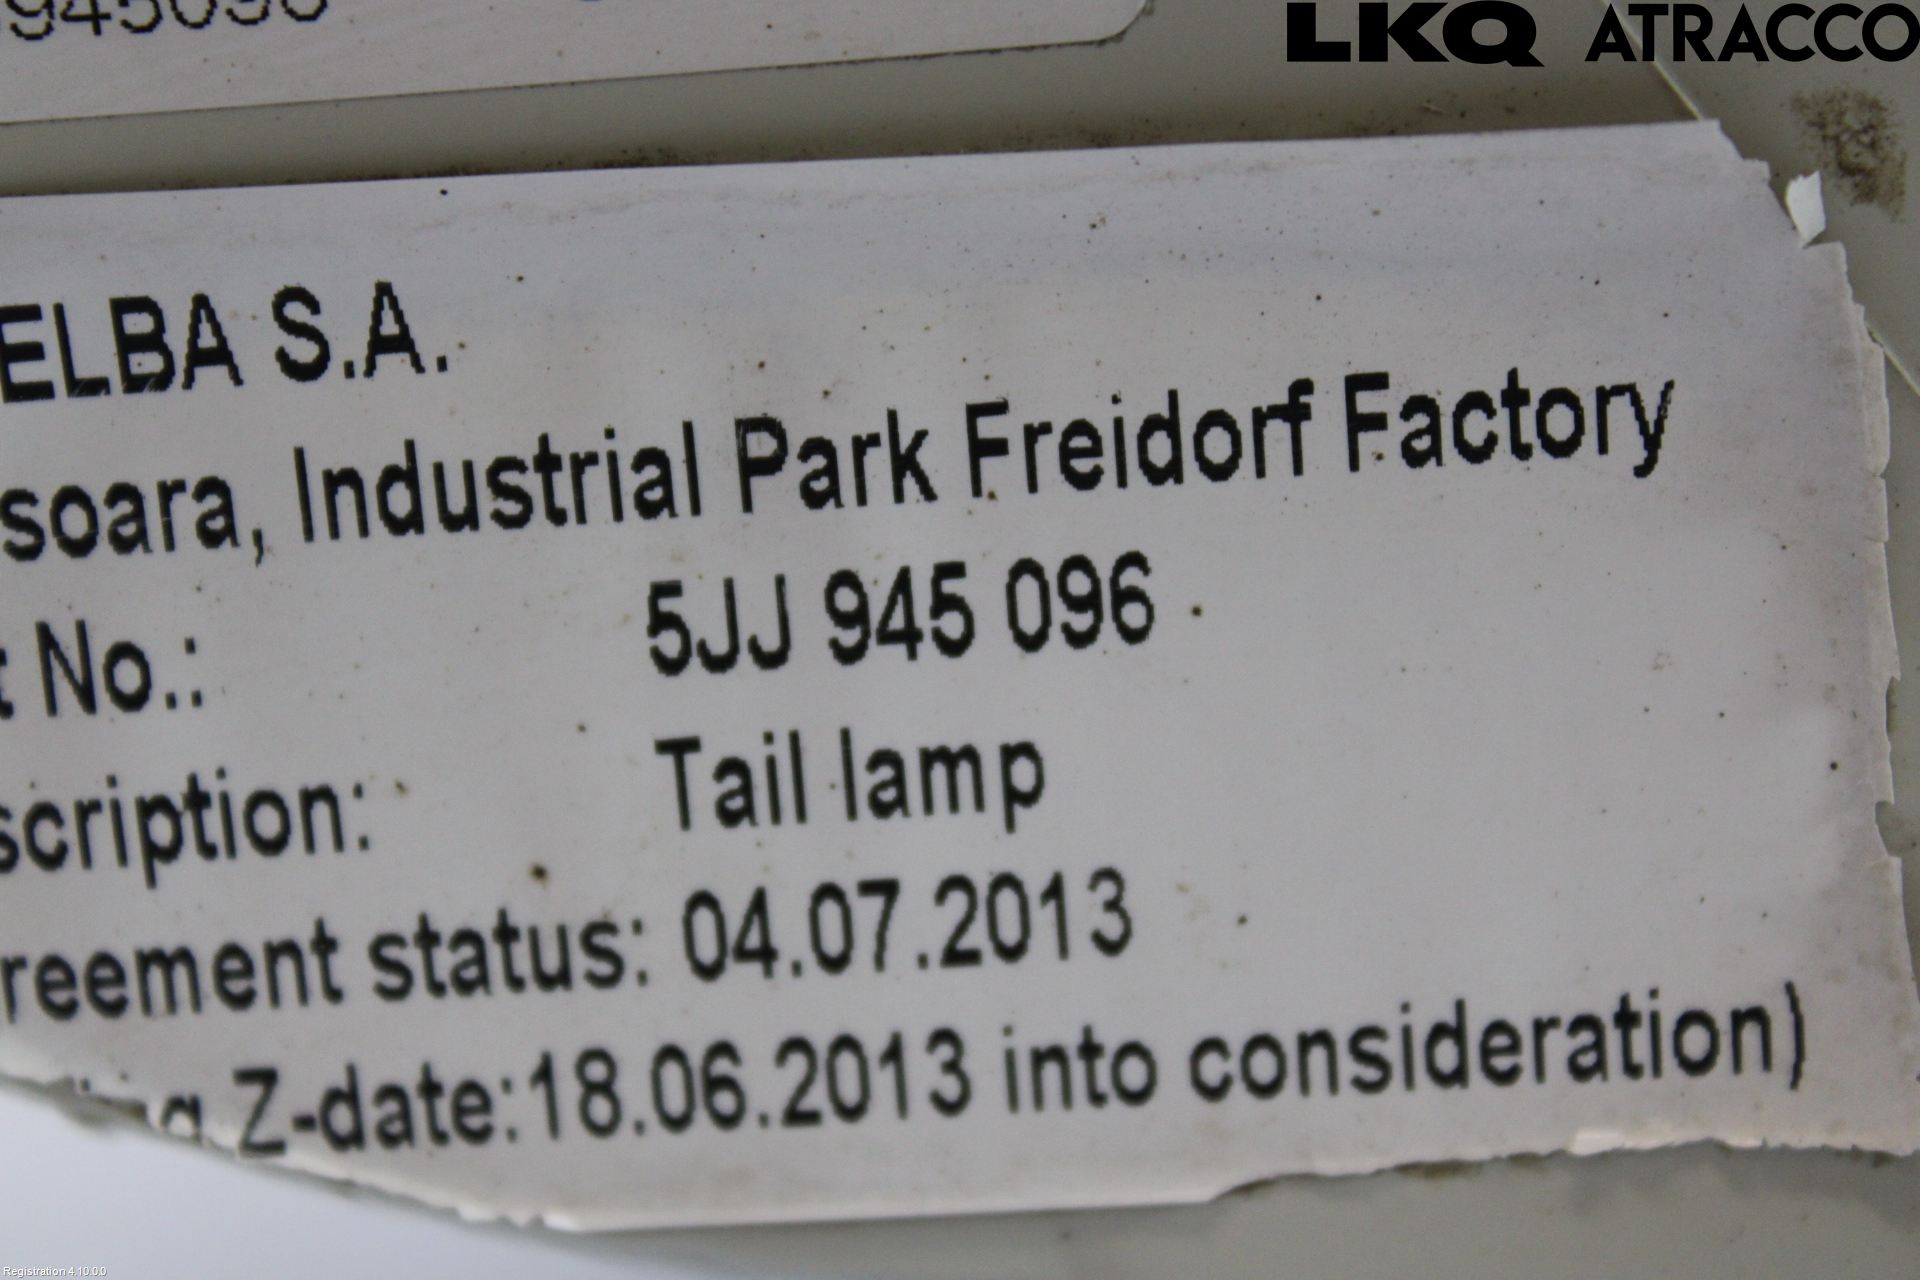 LKQ ATRACCO
945096
ELBA S.A.
soara, Industrial Park Freidorf Factory
t No.: 5JJ 945 096
scription: Tail lamp
reement status: 04.07.2013
g Z-date:18.06.2013 into consideration)
Registration 4.10.0.0